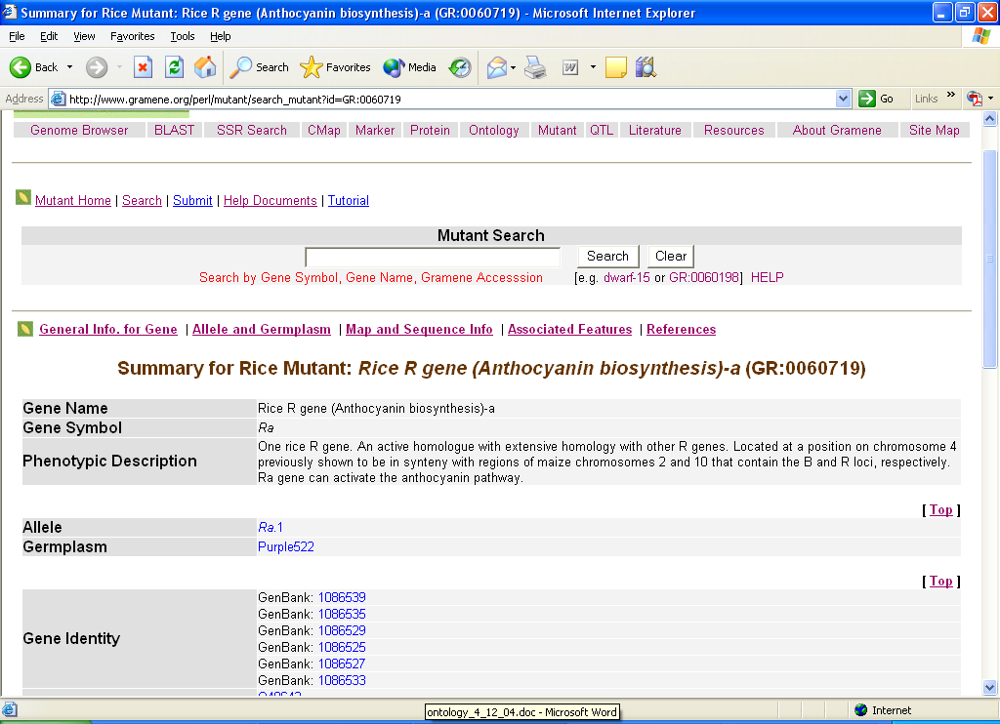 Summary for Rice Mutant: Rice R gene (Anthocyanin biosynthesis)-a (GR:0060719) - Microsoft Internet Explorer
File Edit View Favorites Tools Help
Back Search Favorites Media
Address http://www.gramene.org/perl/mutant/search_mutant?id=GR:0060719 Go Links »
Genome Browser BLAST SSR Search CMap Marker Protein Ontology Mutant QTL Literature Resources About Gramene Site Map
Mutant Home | Search | Submit | Help Documents | Tutorial
Mutant Search
Search Clear
Search by Gene Symbol, Gene Name, Gramene Accesssion [e.g. dwarf-15 or GR:0060198] HELP
General Info. for Gene | Allele and Germplasm | Map and Sequence Info | Associated Features | References
Summary for Rice Mutant: Rice R gene (Anthocyanin biosynthesis)-a (GR:0060719)
Gene Name Rice R gene (Anthocyanin biosynthesis)-a
Gene Symbol Ra
Phenotypic Description One rice R gene. An active homologue with extensive homology with other R genes. Located at a position on chromosome 4
previously shown to be in synteny with regions of maize chromosomes 2 and 10 that contain the B and R loci, respectively.
Ra gene can activate the anthocyanin pathway.
[ Top ]
Allele Ra.1
Germplasm Purple522
[ Top ]
Gene Identity
GenBank: 1086539
GenBank: 1086535
GenBank: 1086529
GenBank: 1086525
GenBank: 1086527
GenBank: 1086533
ontology_4_12_04.doc - Microsoft Word
Internet